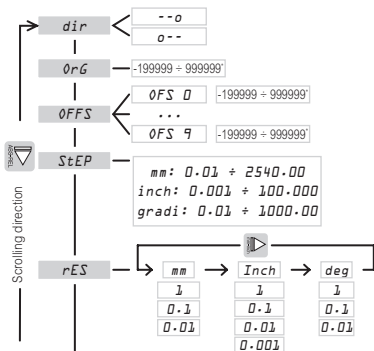 dir
--o
o--
OrG
-199999 ÷ 999999*
OFFS
OFS 0
-199999 ÷ 999999*
...
OFS 9
-199999 ÷ 999999*
StEP
mm: 0.01 ÷ 2540.00
inch: 0.001 ÷ 100.000
gradi: 0.01 ÷ 1000.00
Scrolling direction
rES
mm
Inch
deg
1
1
1
0.1
0.1
0.1
0.01
0.01
0.01
0.001